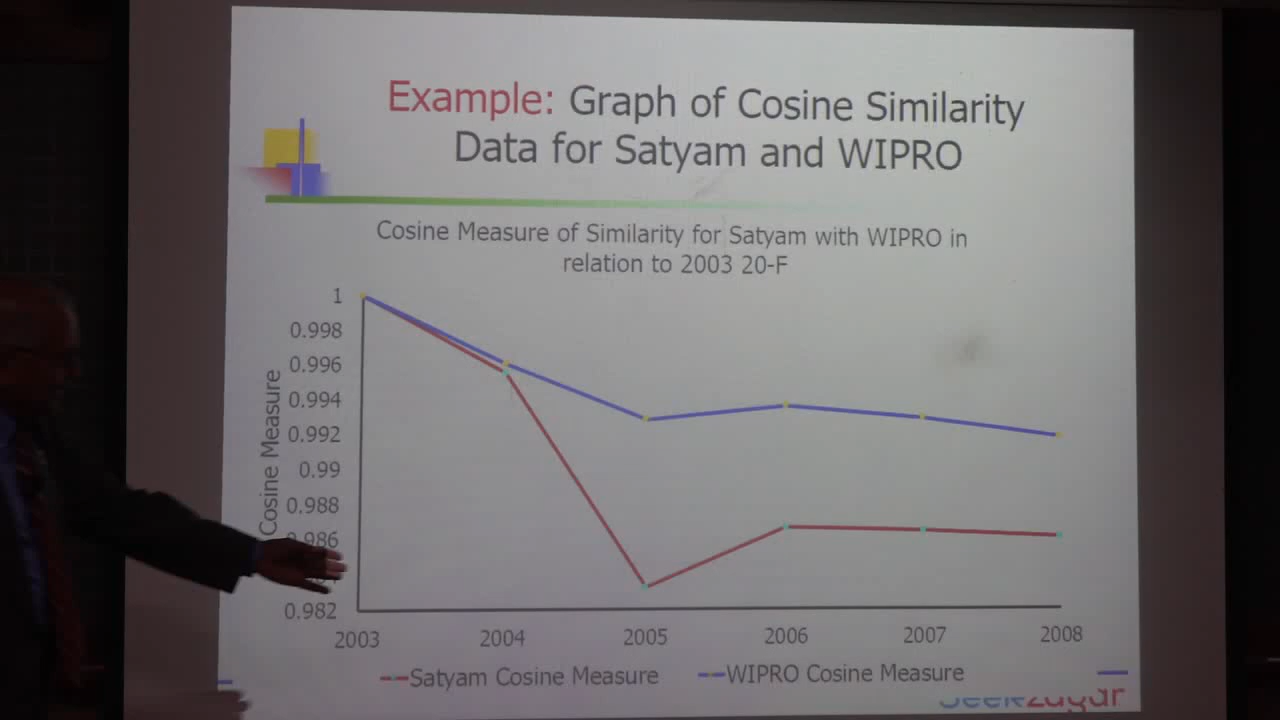 Example: Graph of Cosine Similarity
Data for Satyam and WIPRO
Cosine Measure of Similarity for Satyam with WIPRO in
relation to 2003 20-F
1
0.998
0.996
0.994
0.992
0.99
0.988
0.982
Cosine Measure
2003 2004 2005 2006 2007 2008
Satyam Cosine Measure WIPRO Cosine Measure